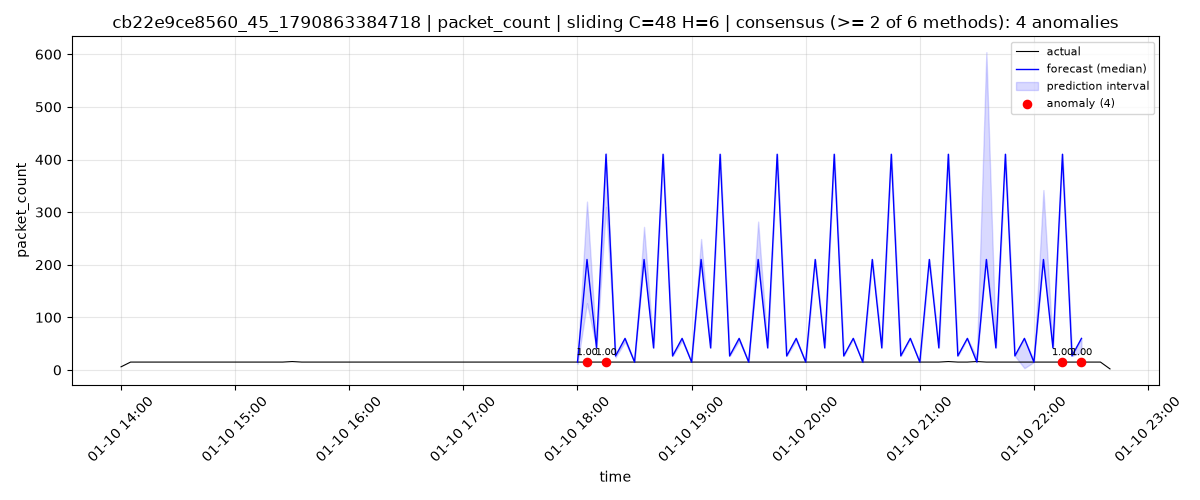 cb22e9ce8560_45_1790863384718 | packet_count | sliding C=48 H=6 | consensus (>= 2 of 6 methods): 4 anomalies
actual
forecast (median)
prediction interval
anomaly (4)
600
500
400
300
200
100
0
packet_count
1.00
1.00
1.00
01-10 14:00
01-10 15:00
01-10 16:00
01-10 17:00
01-10 18:00
01-10 19:00
01-10 20:00
01-10 21:00
01-10 22:00
01-10 23:00
time